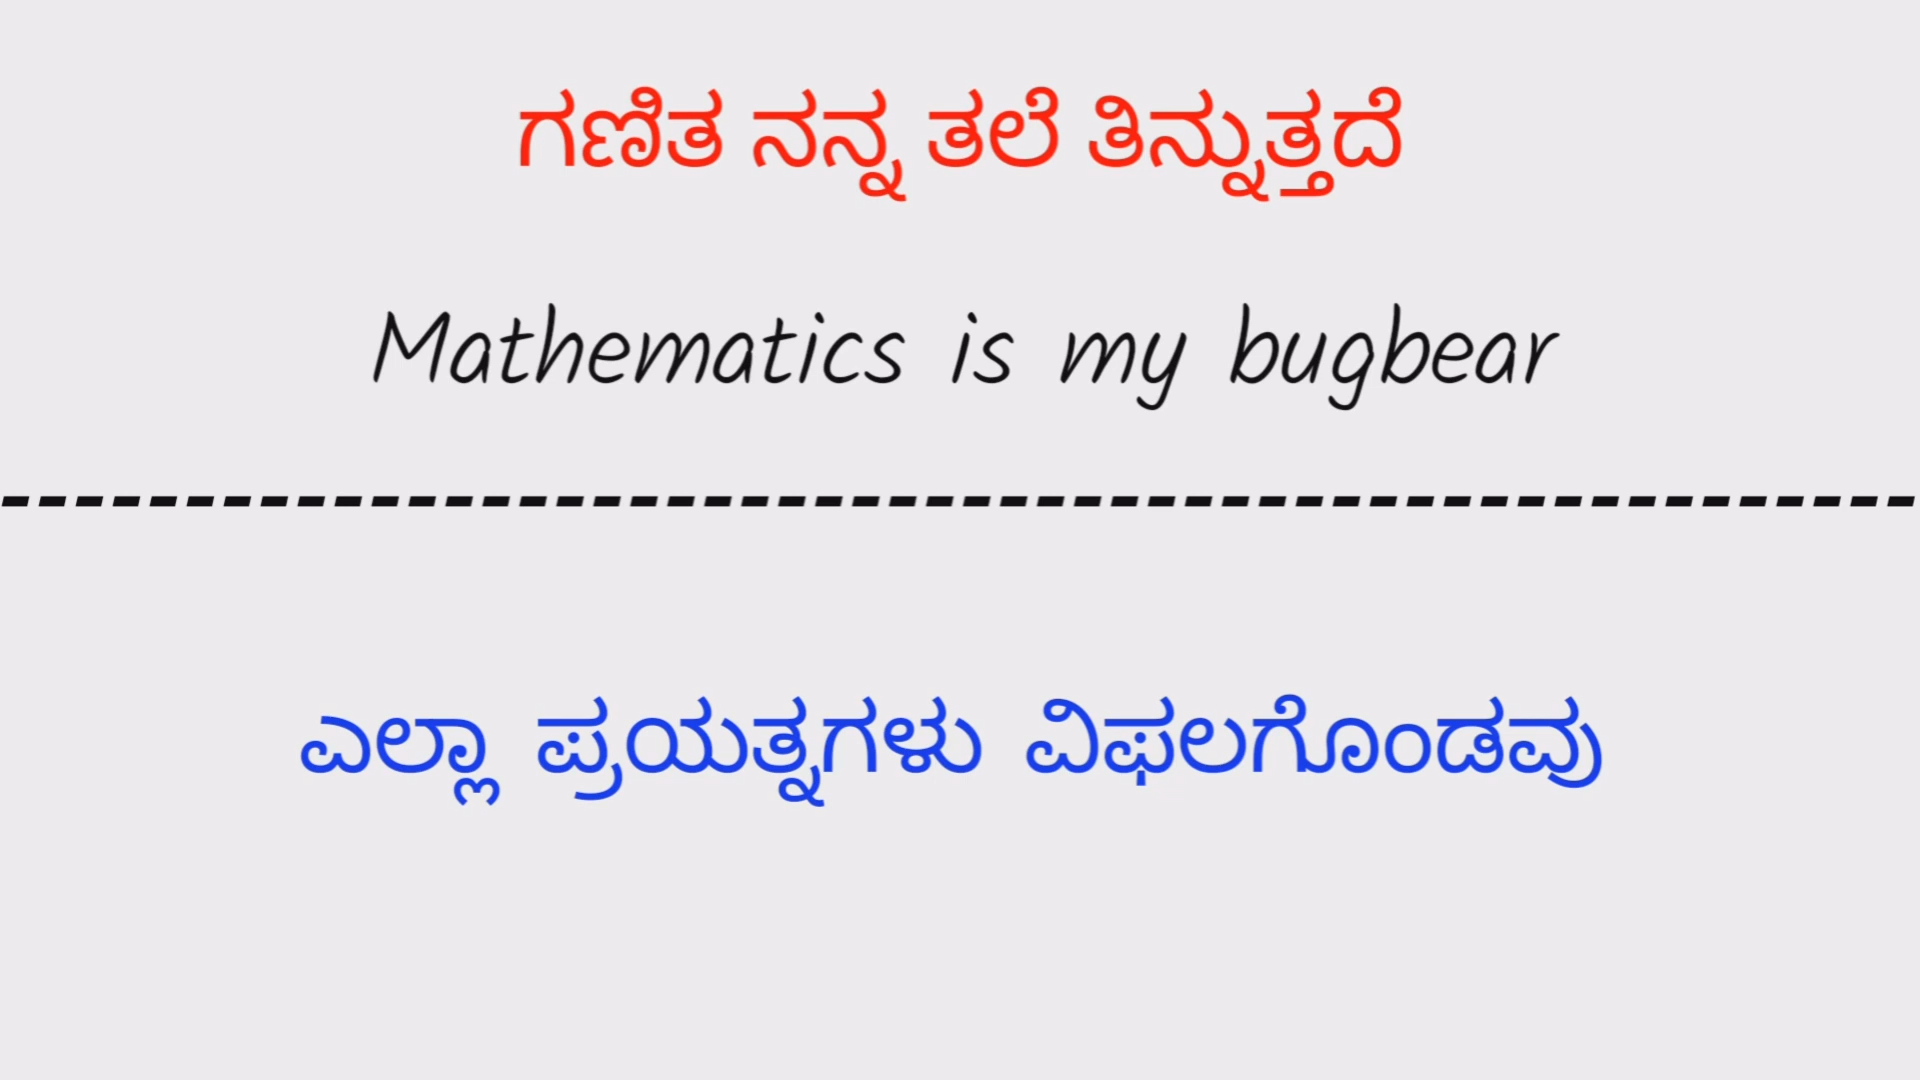 ಗಣಿತ ನನ್ನ ತಲೆ ತಿನ್ನುತ್ತದೆ
Mathematics is my bugbear
ಎಲ್ಲಾ ಪ್ರಯತ್ನಗಳು ವಿಫಲಗೊಂಡವು